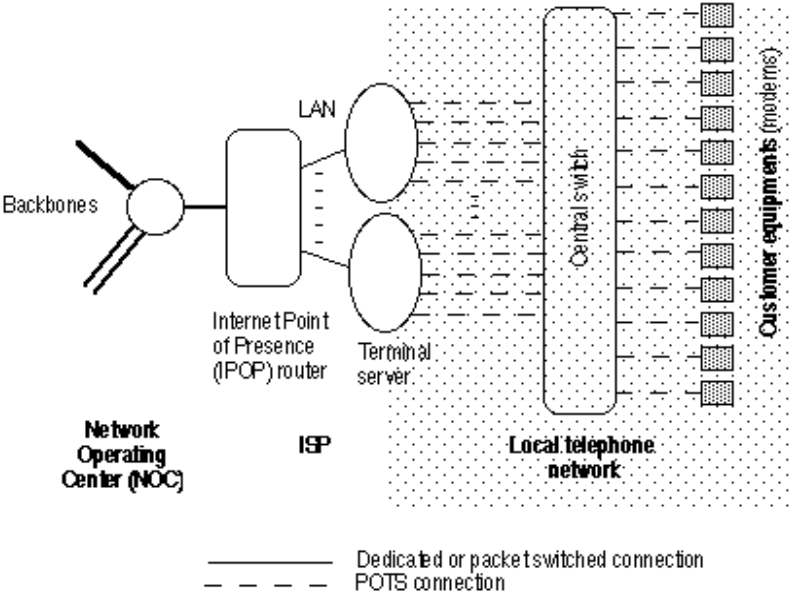 LAN
Backbones
Central switch
Customer equipments (modems)
Internet Point
of Presence
(IPOP) router
Terminal
server
Network
Operating
Center (NOC)
ISP
Local telephone
network
Dedicated or packet switched connection
POTS connection